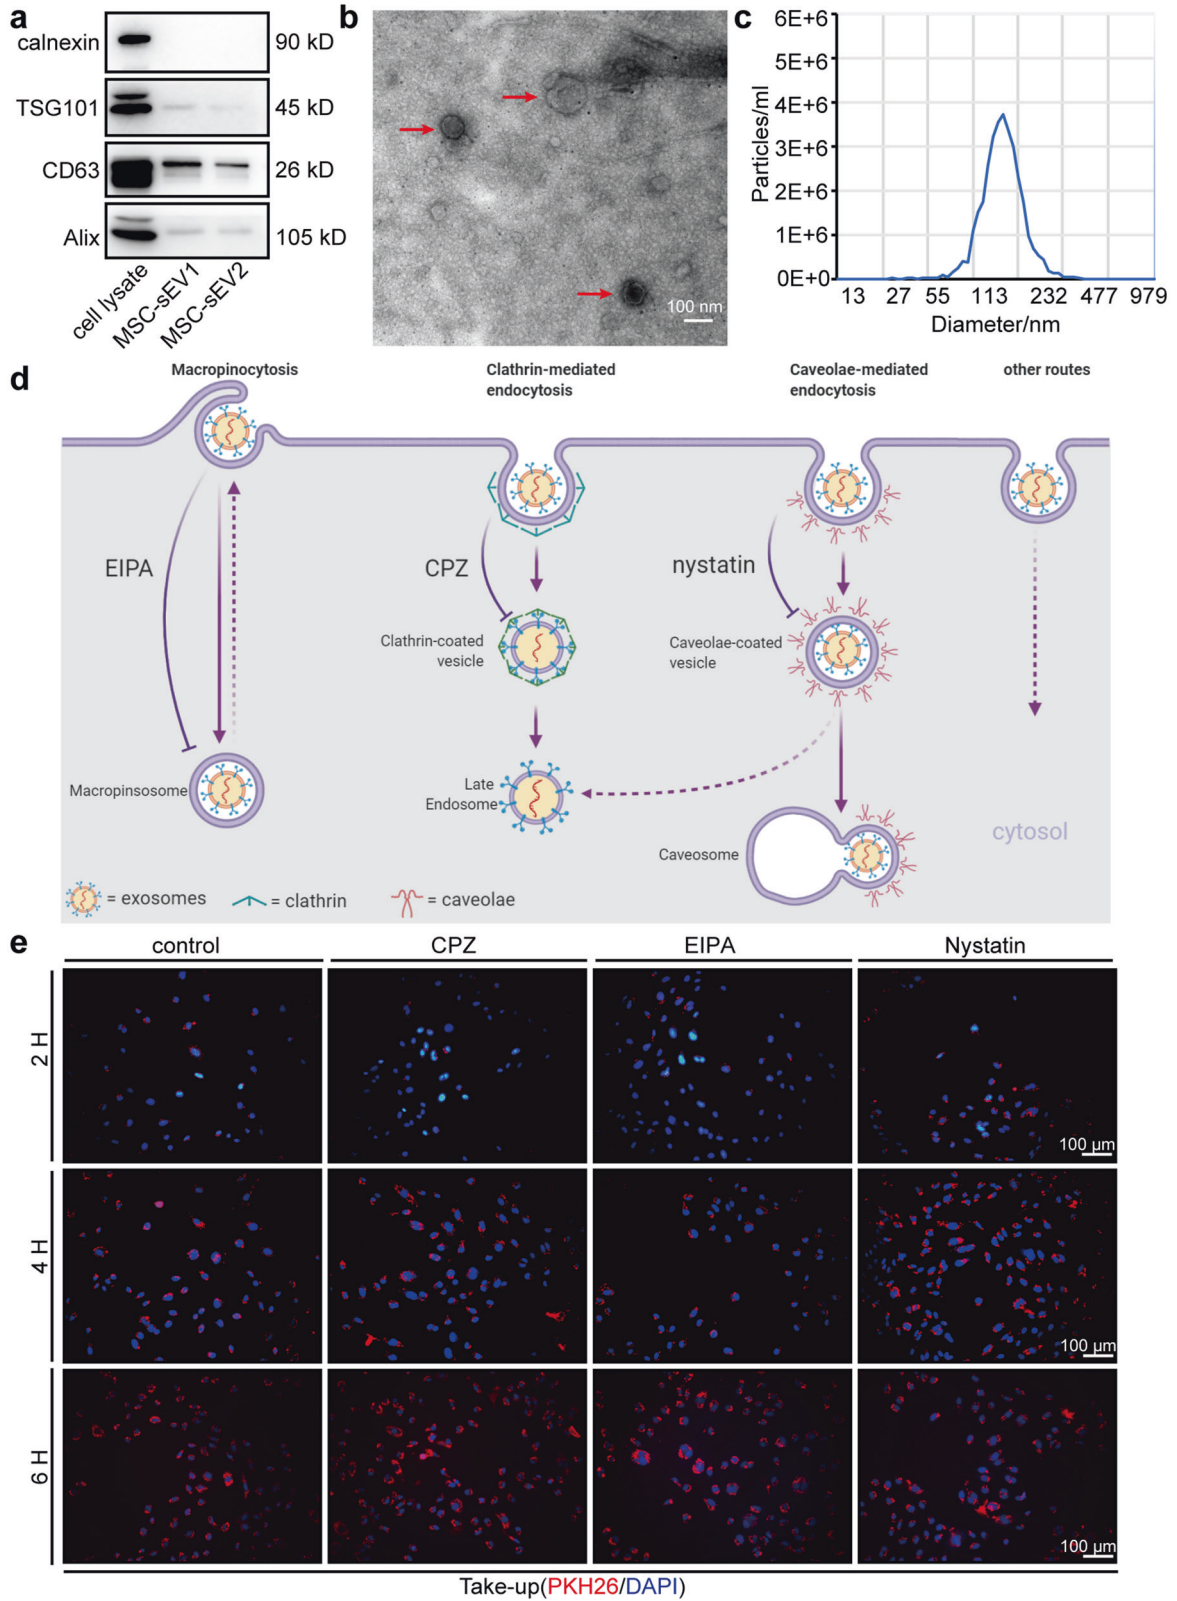 a
calnexin
90 kD
TSG101
45 kD
CD63
26 kD
Alix
105 kD
cell lysate
MSC-sEV1
MSC-sEV2
b
100 nm
c
Particles/ml
6E+6
5E+6
4E+6
3E+6
2E+6
1E+6
0E+0
13 27 55 113 232 477 979
Diameter/nm
d
Macropinocytosis
Clathrin-mediated
endocytosis
Caveolae-mediated
endocytosis
other routes
EIPA
CPZ
nystatin
Clathrin-coated
vesicle
Caveolae-coated
vesicle
Macropinsosome
Late
Endosome
Caveosome
cytosol
= exosomes
= clathrin
= caveolae
e
control
CPZ
EIPA
Nystatin
2 H
100 µm
4 H
100 µm
6 H
100 µm
Take-up(PKH26/DAPI)